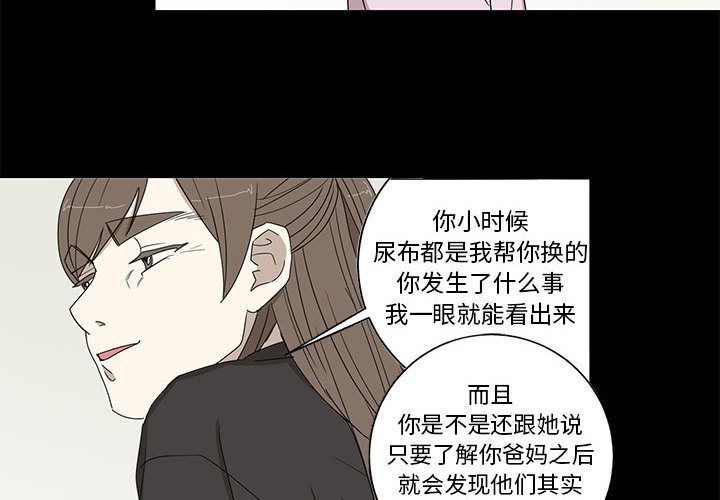 你小时候
尿布都是我帮你换的
你发生了什么事
我一眼就能看出来
而且
你是不是还跟她说
只要了解你爸妈之后
就会发现他们其实